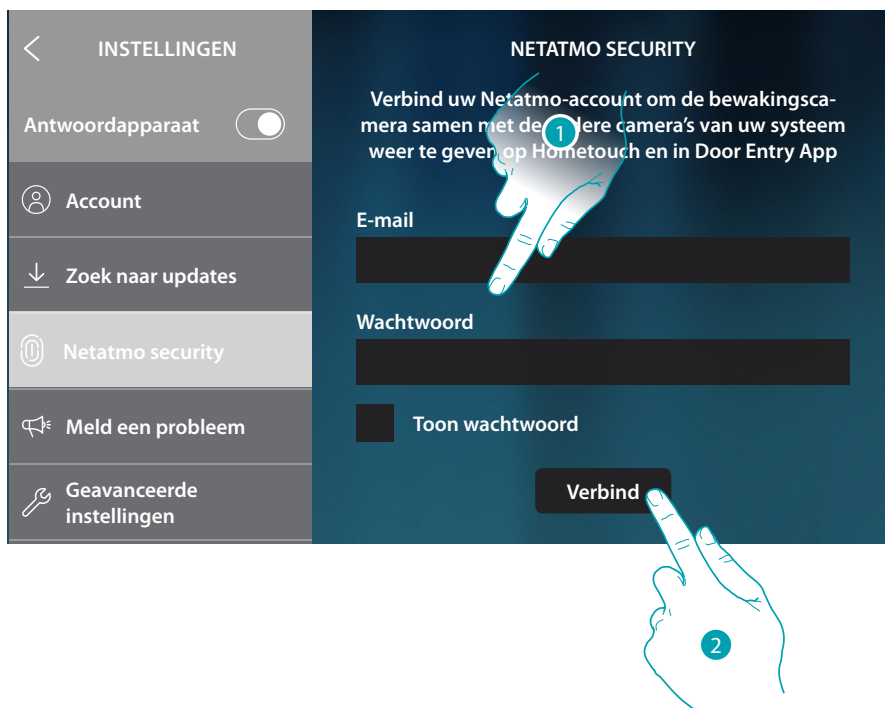 INSTELLINGEN
Antwoordapparaat
Account
Zoek naar updates
Netatmo security
Meld een probleem
Geavanceerde
instellingen
NETATMO SECURITY
Verbind uw Netatmo-account om de bewakingsca-
mera samen met de andere camera's van uw systeem
weer te geven op Hometouch en in Door Entry App
1
E-mail
Wachtwoord
Toon wachtwoord
Verbind
2